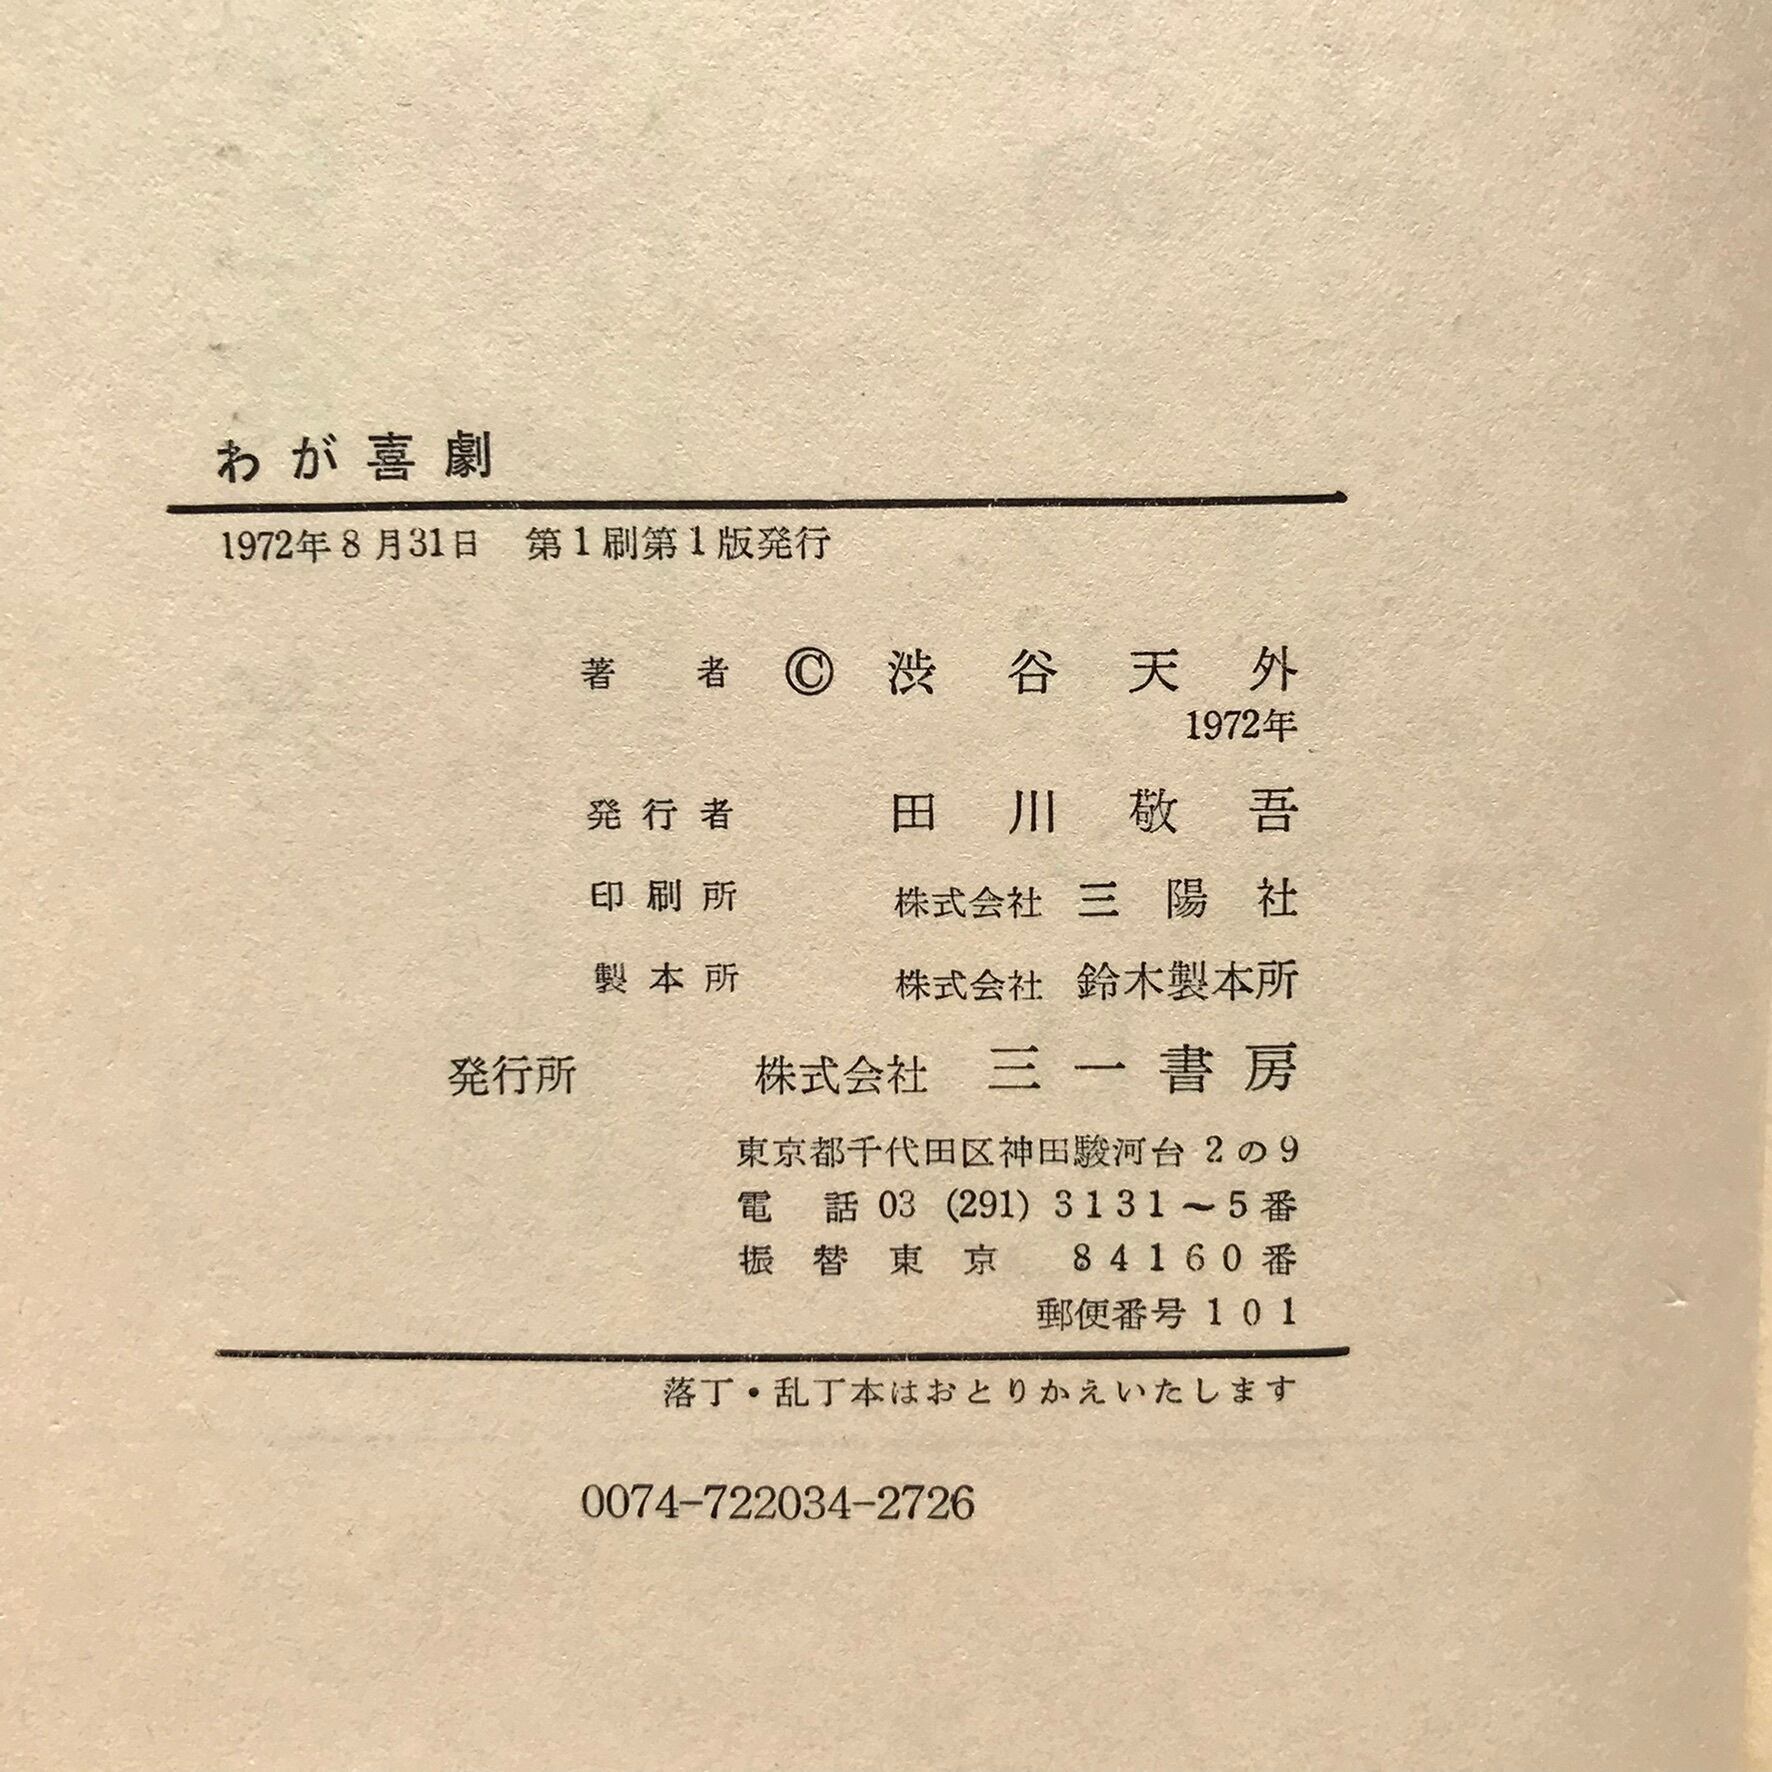 わが喜劇
1972年8月31日　第1刷第1版発行
著者 © 渋谷天外
1972年
発行者 田川敬吾
印刷所 株式会社 三陽社
製本所 株式会社 鈴木製本所
発行所 株式会社 三一書房
東京都千代田区神田駿河台2の9
電話03 (291) 3131～5番
振替東京 84160番
郵便番号101
落丁・乱丁本はおとりかえいたします
0074-722034-2726